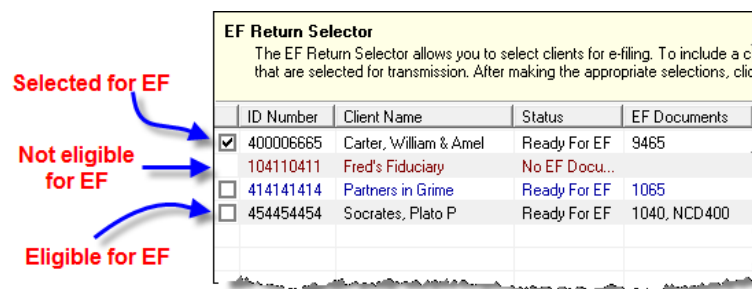 EF Return Selector
The EF Return Selector allows you to select clients for e-filing. To include a
that are selected for transmission. After making the appropriate selections,
Selected for EF
ID Number Client Name Status EF Documents
400006665 Carter, William & Amel Ready For EF 9465
Not eligible
for EF
104110411 Fred's Fiduciary No EF Docu...
414141414 Partners in Grime Ready For EF 1065
454454454 Socrates, Plato P Ready For EF 1040, NCD400
Eligible for EF